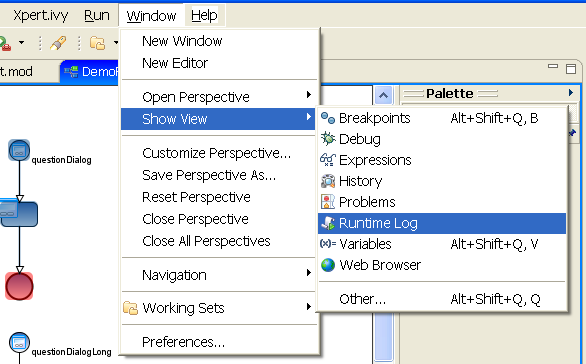 Xpert.ivy Run Window Help
New Window
New Editor
t.mod
Open Perspective
Palette
Show View
Breakpoints Alt+Shift+Q, B
Debug
Customize Perspective...
Expressions
questionDialog
Save Perspective As...
History
Reset Perspective
Problems
Close Perspective
Runtime Log
Close All Perspectives
(x)= Variables Alt+Shift+Q, V
Web Browser
Navigation
Other... Alt+Shift+Q, Q
Working Sets
Preferences...
questionDialogLong